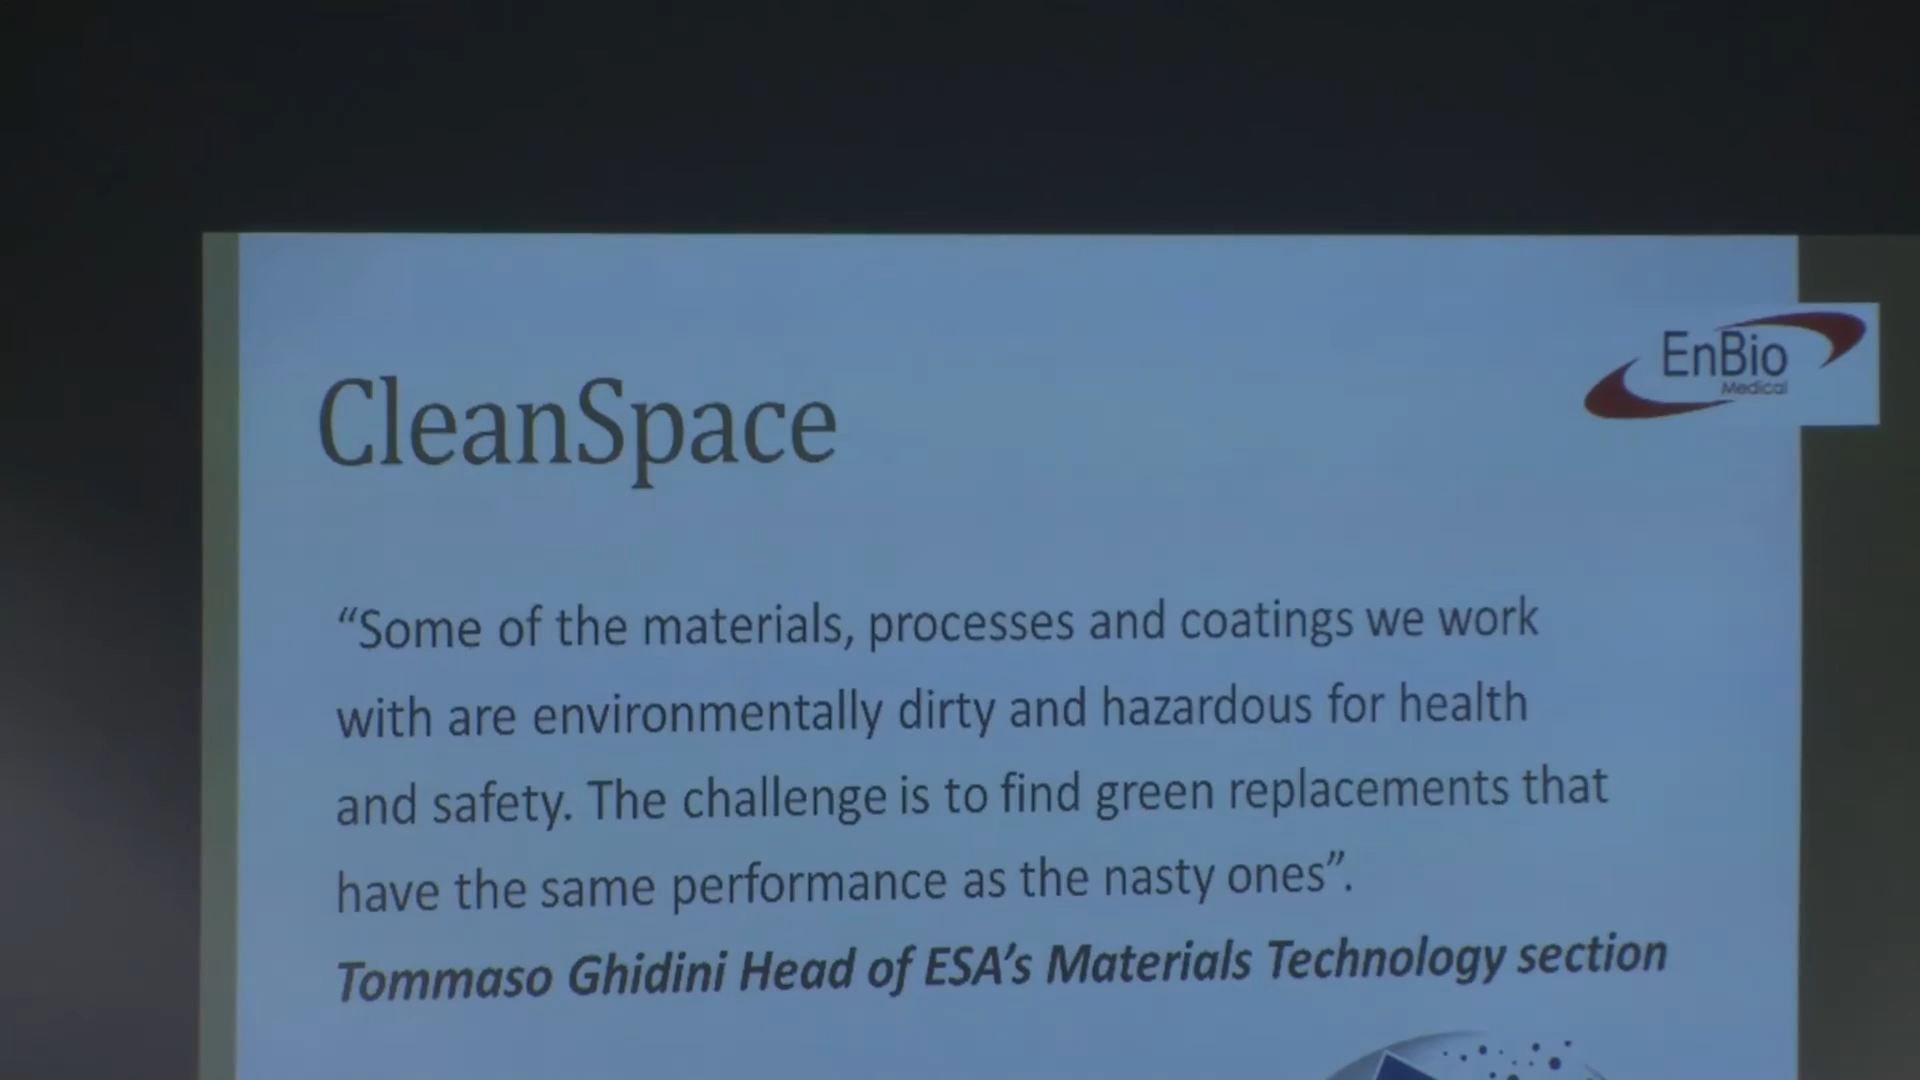 EnBio
Medical
CleanSpace
“Some of the materials, processes and coatings we work
with are environmentally dirty and hazardous for health
and safety. The challenge is to find green replacements that
have the same performance as the nasty ones”.
Tommaso Ghidini Head of ESA’s Materials Technology section